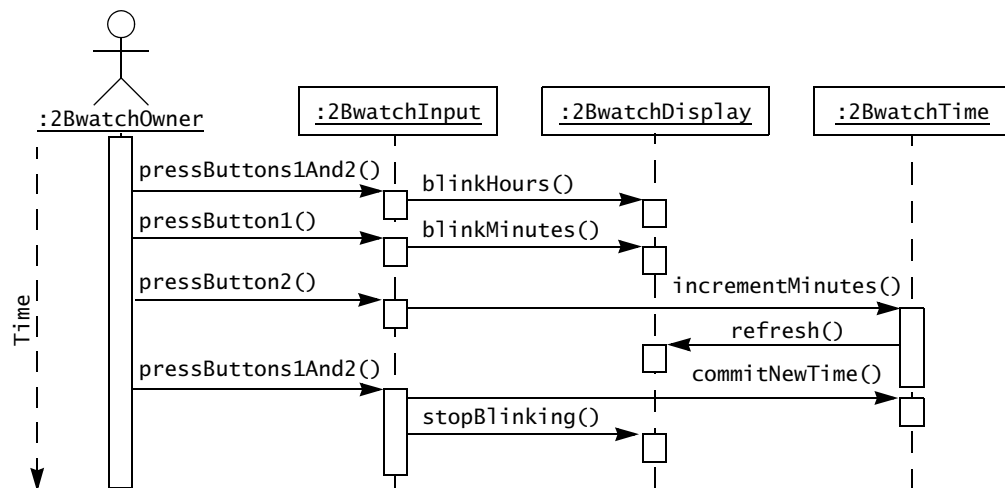 :2BwatchOwner
:2BwatchInput
:2BwatchDisplay
:2BwatchTime
pressButtons1And2()
blinkHours()
pressButton1()
blinkMinutes()
pressButton2()
incrementMinutes()
refresh()
pressButtons1And2()
commitNewTime()
stopBlinking()
Time